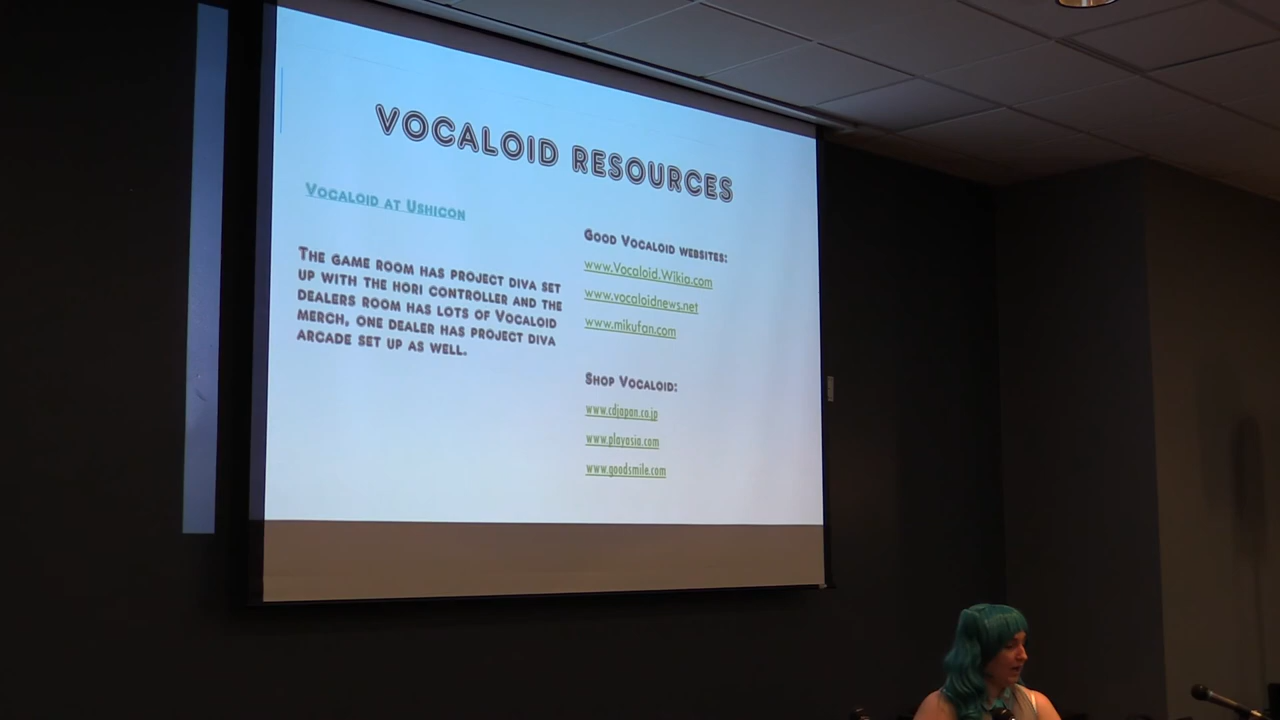 VOCALOID RESOURCES
VOCALOID AT USHICON
THE GAME ROOM HAS PROJECT DIVA SET
UP WITH THE HORI CONTROLLER AND THE
DEALERS ROOM HAS LOTS OF VOCALOID
MERCH, ONE DEALER HAS PROJECT DIVA
ARCADE SET UP AS WELL.
GOOD VOCALOID WEBSITES:
www.Vocaloid.Wikia.com
www.vocaloidnews.net
www.mikufan.com
SHOP VOCALOID:
www.cdjapan.co.jp
www.playasia.com
www.goodsmile.com